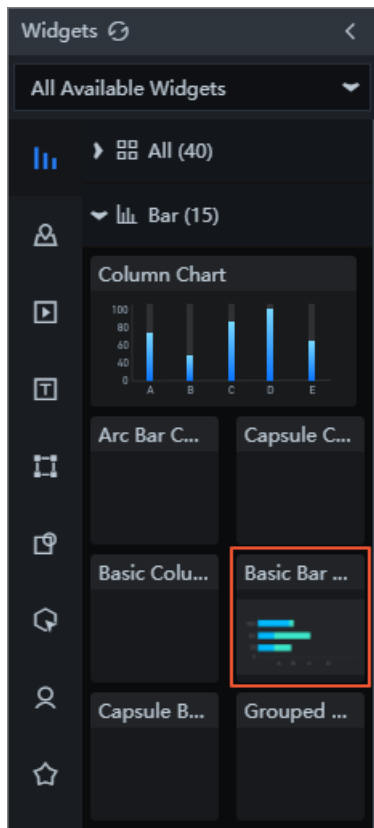 Widgets
All Available Widgets
All (40)
Bar (15)
Column Chart
100
80
60
40
0
A B C D E
Arc Bar C... Capsule C...
Basic Colu... Basic Bar ...
Capsule B... Grouped ...